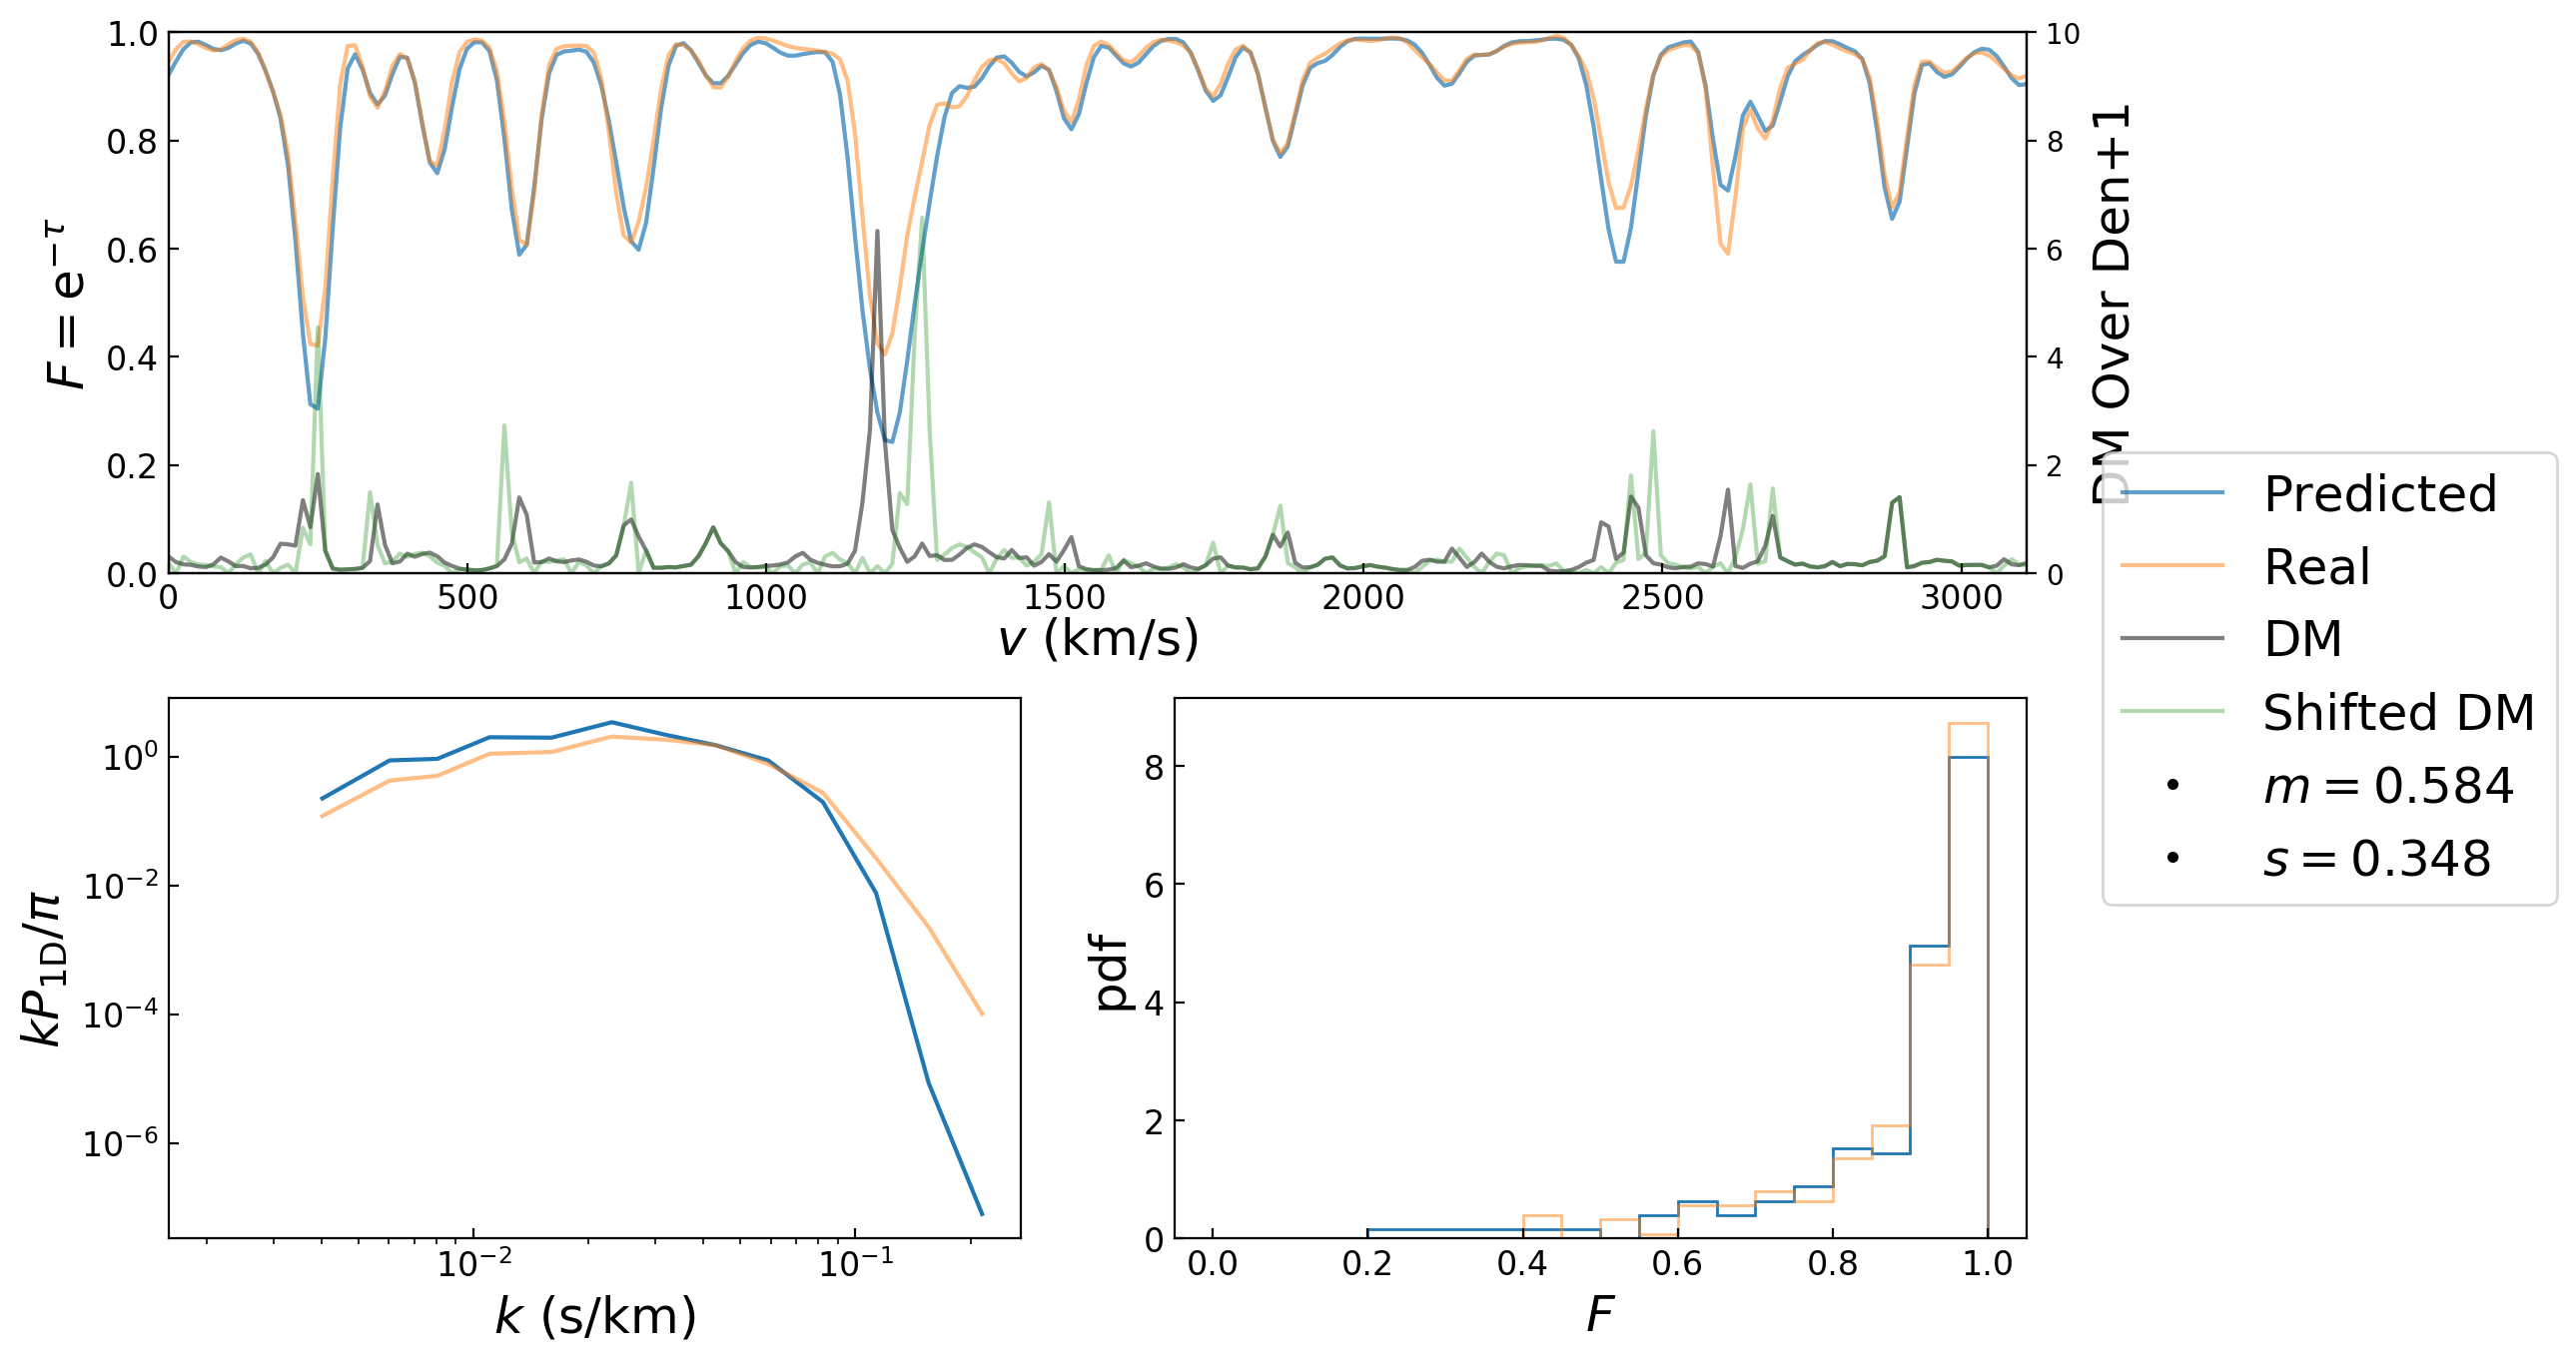 1.0
0.8
0.6
0.4
0.2
0.0
F = e^{−τ}
10
8
6
4
2
0
DM Over Den+1
0 500 1000 1500 2000 2500 3000
v (km/s)
Predicted
Real
DM
Shifted DM
m = 0.584
s = 0.348
10^0
10^{−2}
10^{−4}
10^{−6}
kP_{1D}/π
10^{−2} 10^{−1}
k (s/km)
8
6
4
2
0
pdf
0.0 0.2 0.4 0.6 0.8 1.0
F